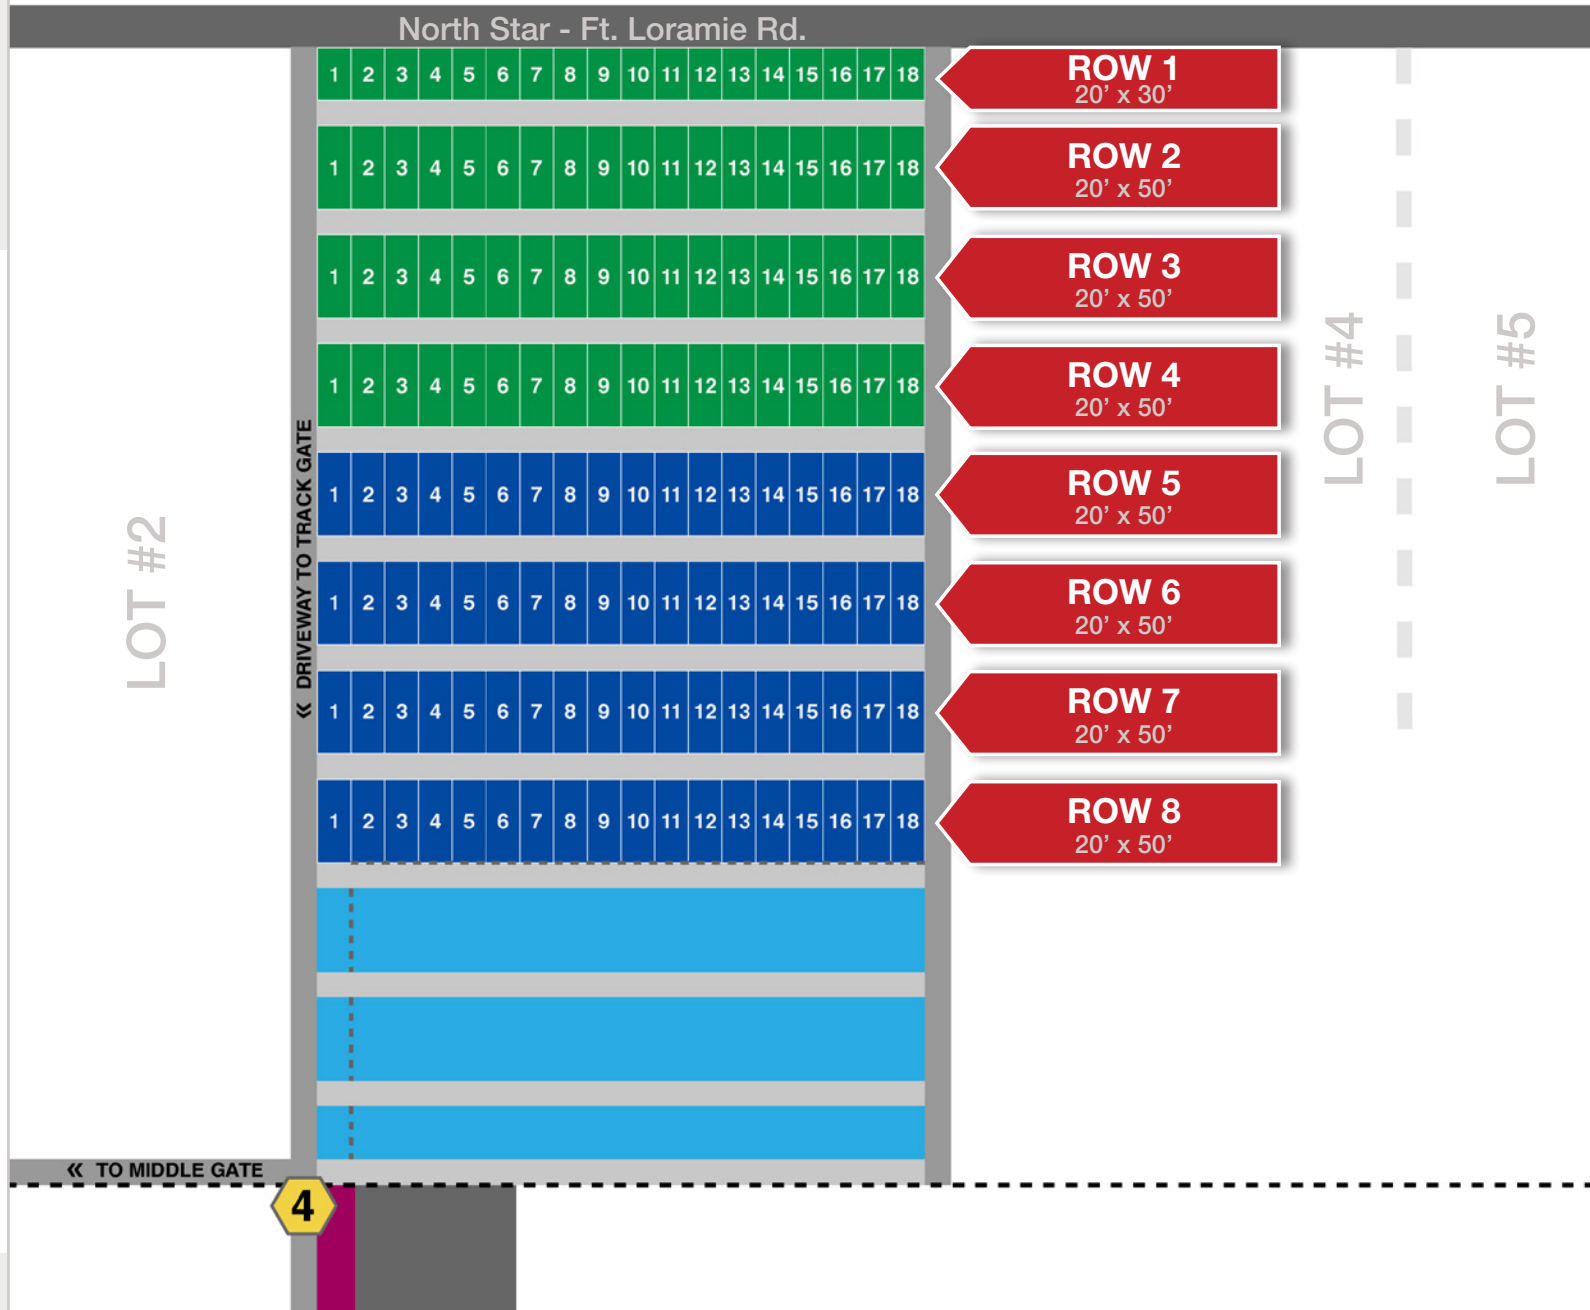 North Star - Ft. Loramie Rd.
1 2 3 4 5 6 7 8 9 10 11 12 13 14 15 16 17 18
ROW 1
20’ x 30’
1 2 3 4 5 6 7 8 9 10 11 12 13 14 15 16 17 18
ROW 2
20’ x 50’
1 2 3 4 5 6 7 8 9 10 11 12 13 14 15 16 17 18
ROW 3
20’ x 50’
1 2 3 4 5 6 7 8 9 10 11 12 13 14 15 16 17 18
ROW 4
20’ x 50’
1 2 3 4 5 6 7 8 9 10 11 12 13 14 15 16 17 18
ROW 5
20’ x 50’
1 2 3 4 5 6 7 8 9 10 11 12 13 14 15 16 17 18
ROW 6
20’ x 50’
1 2 3 4 5 6 7 8 9 10 11 12 13 14 15 16 17 18
ROW 7
20’ x 50’
1 2 3 4 5 6 7 8 9 10 11 12 13 14 15 16 17 18
ROW 8
20’ x 50’
LOT #2
« DRIVEWAY TO TRACK GATE
LOT #4
LOT #5
« TO MIDDLE GATE
4